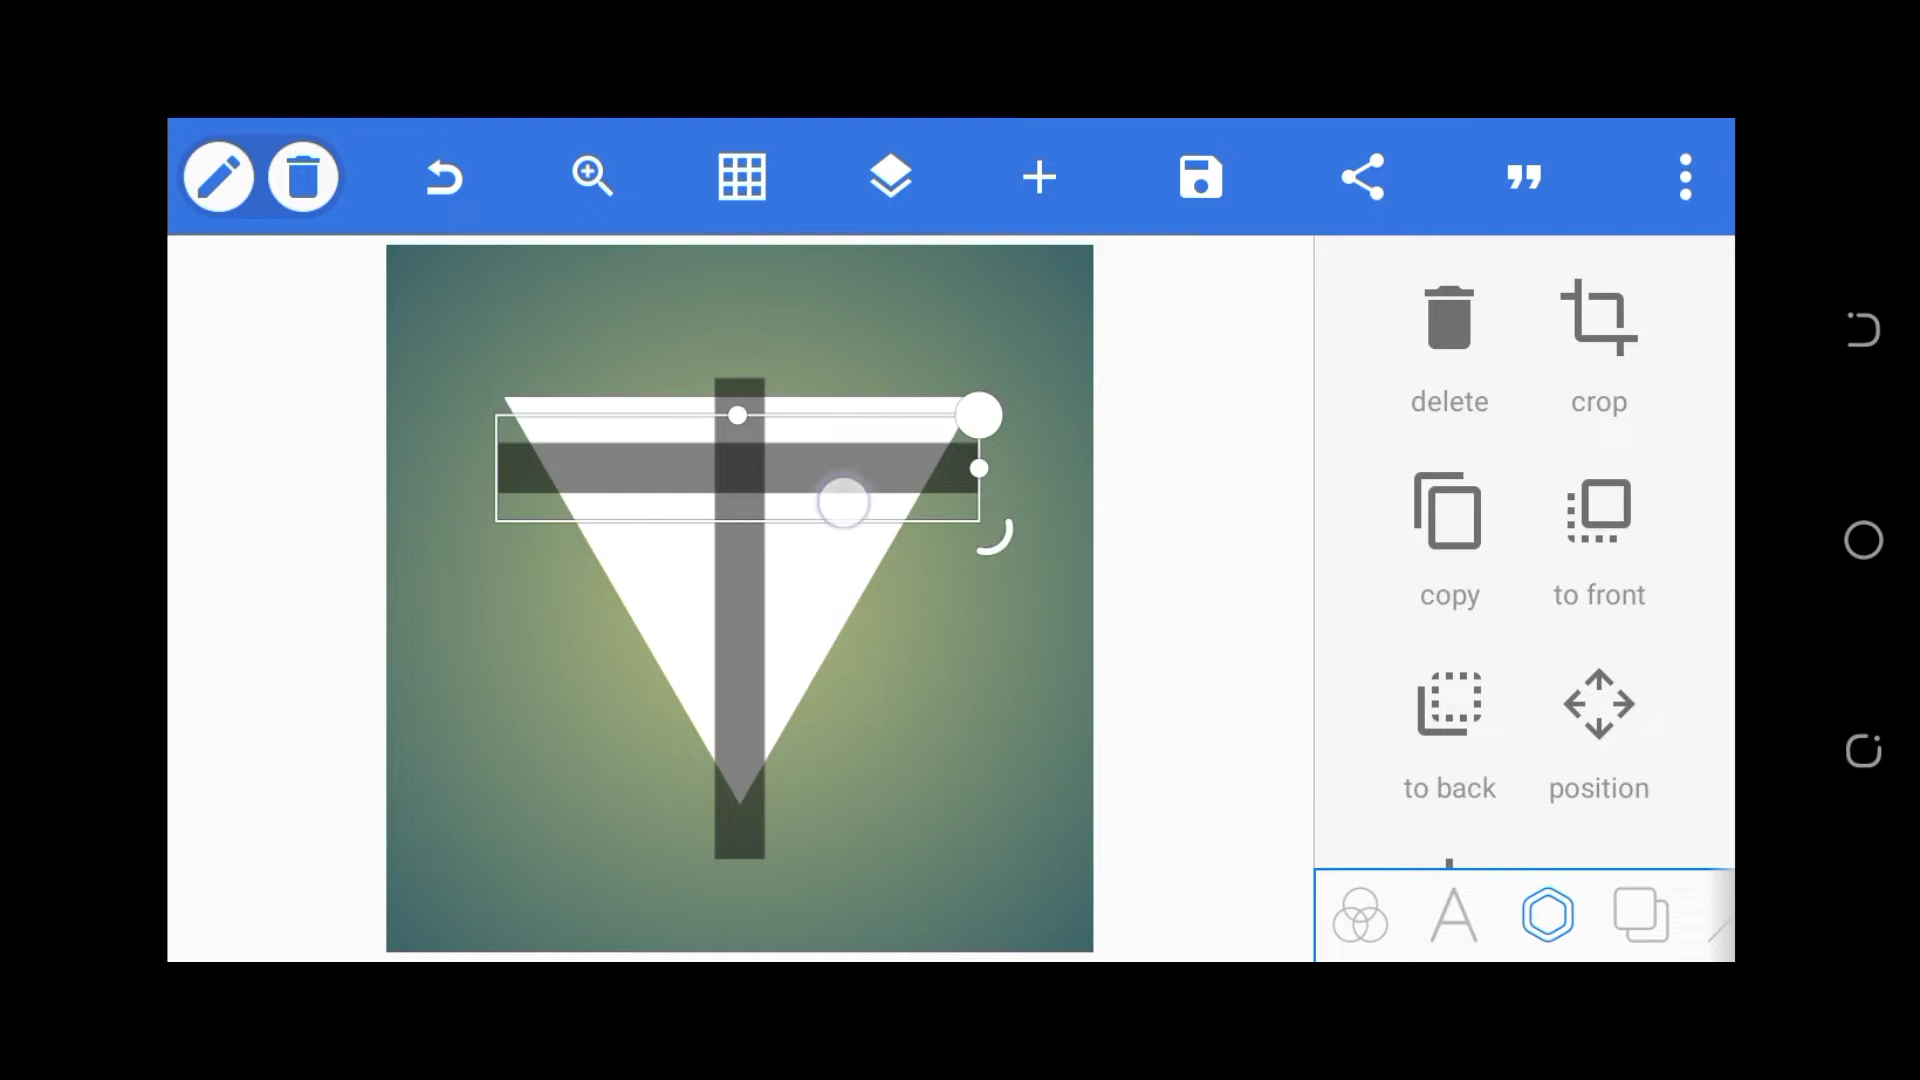 delete
crop
copy
to front
to back
position